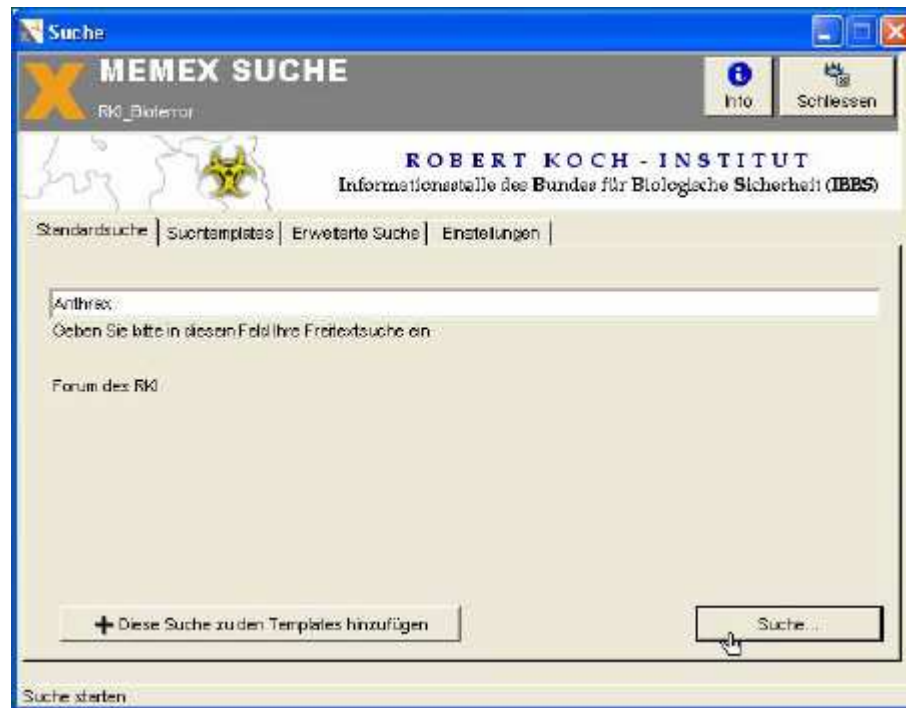 Suche
MEMEX SUCHE
RKI_Bioterror
Info
Schliessen
ROBERT KOCH - INSTITUT
Informationsstelle des Bundes für Biologische Sicherheit (IBBS)
Standardsuche
Suchtemplates
Erweiterte Suche
Einstellungen
Anthrax
Geben Sie bitte in diesem Feld Ihre Freitextsuche ein
Forum des RKI
Diese Suche zu den Templates hinzufügen
Suche...
Suche starten